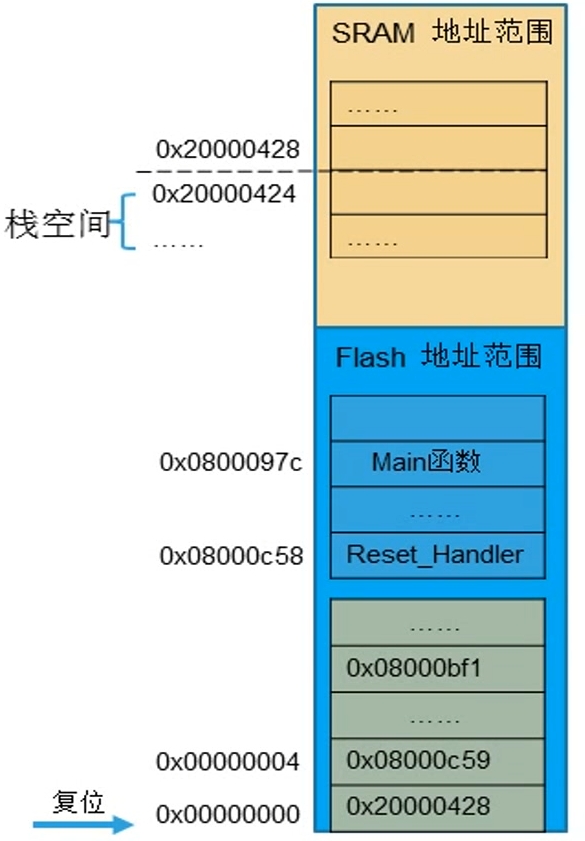 SRAM 地址范围
……
0x20000428
0x20000424
栈空间
……
……
Flash 地址范围
0x0800097c
Main函数
……
0x08000c58
Reset_Handler
……
0x08000bf1
……
0x00000004
0x08000c59
复位
0x00000000
0x20000428